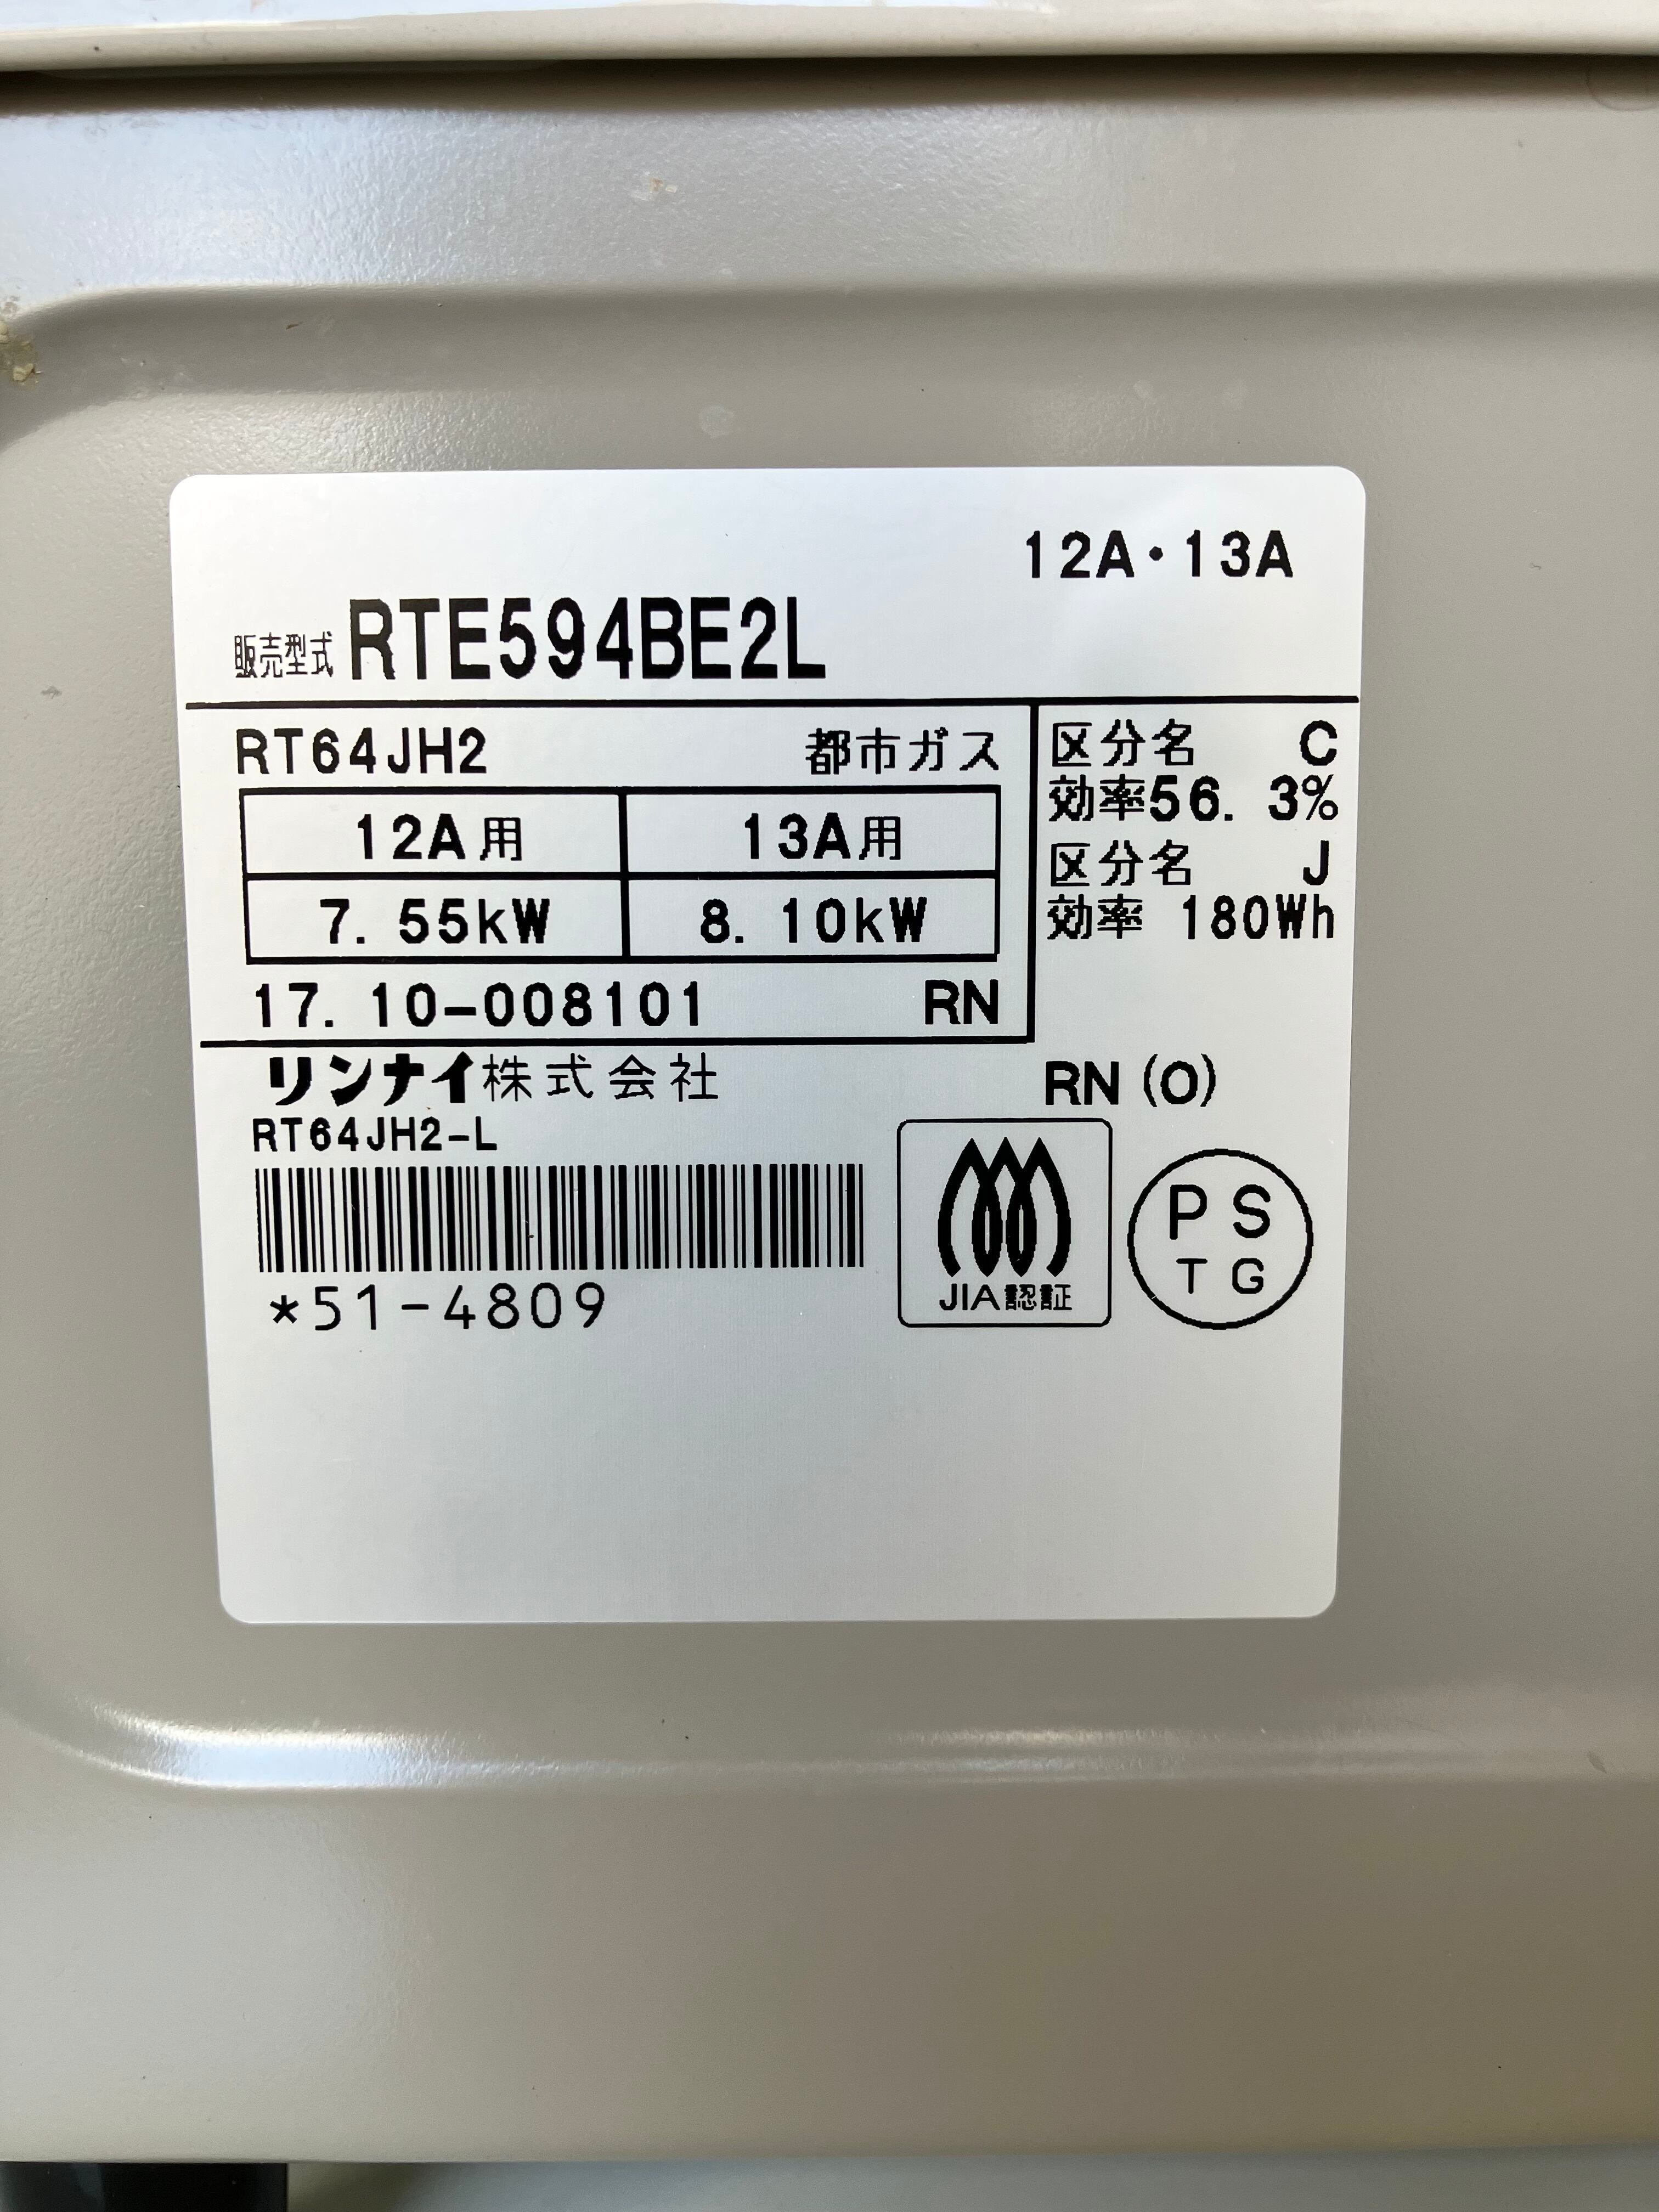 12A・13A
販売型式 RTE594BE2L
RT64JH2 都市ガス
12A用 13A用
7.55kW 8.10kW
17.10-008101 RN
区分名 C
効率56.3%
区分名 J
効率 180Wh
リンナイ株式会社 RN(O)
RT64JH2-L
*51-4809
JIA認証
PS
TG